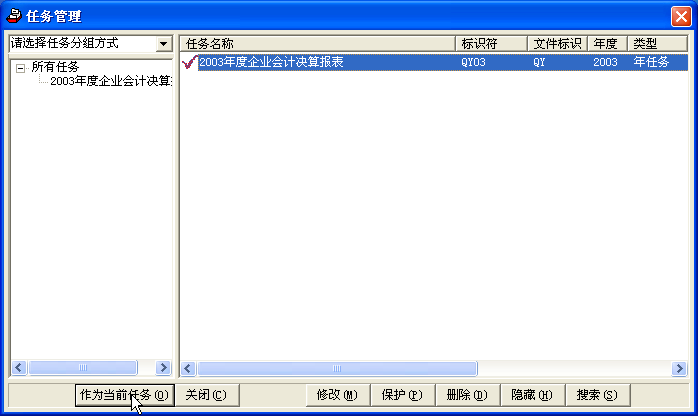 任务管理
请选择任务分组方式
所有任务
2003年度企业会计决算
任务名称 标识符 文件标识 年度 类型
2003年度企业会计决算报表 QY03 QY 2003 年任务
作为当前任务(O) 关闭(C) 修改(M) 保护(P) 删除(D) 隐藏(H) 搜索(S)